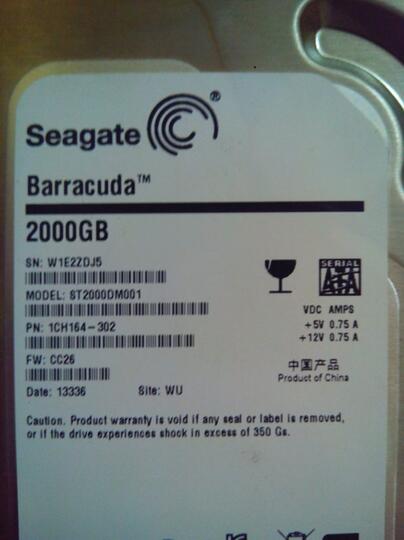 Seagate®
Barracuda™
2000GB
SN: W1E2ZDJ5
MODEL: ST2000DM001
PN: 1CH164-302
FW: CC26
Date: 13336 Site: WU
SERIAL
ATA
VDC AMPS
+5V 0.75 A
+12V 0.75 A
中国产品
Product of China
Caution. Product warranty is void if any seal or label is removed,
or if the drive experiences shock in excess of 350 Gs.